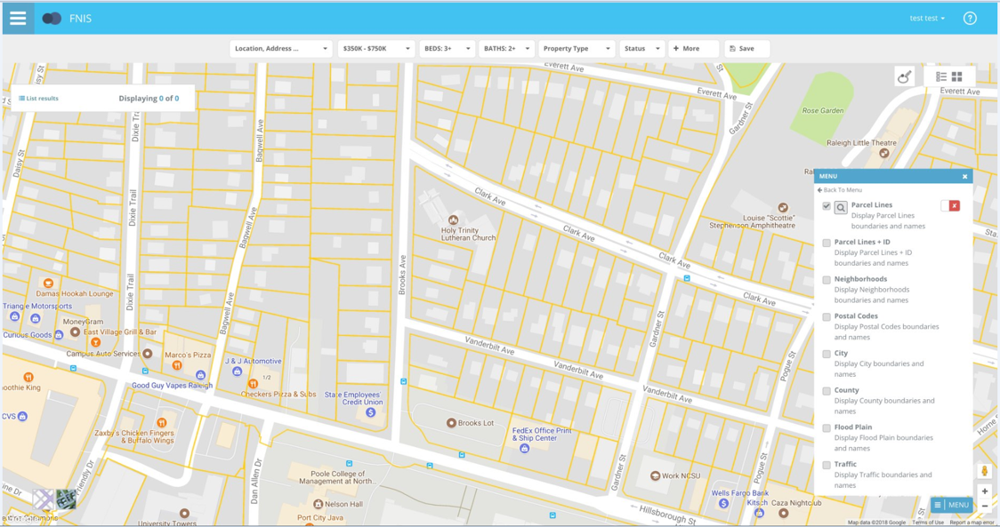 FNIS
test test
Location, Address ...
$350K - $750K
BEDS: 3+
BATHS: 2+
Property Type
Status
+ More
Save
List results
Displaying 0 of 0
Everett Ave
Everett Ave
Everett Ave
Gardner St
Rose Garden
Raleigh Little Theatre
Daisy St
Dixie Trail
Dixie Trail
Bagwell Ave
Bagwell Ave
Bagwell Ave
Brooks Ave
Clark Ave
Clark Ave
Clark Ave
Clark Ave
Holy Trinity
Lutheran Church
Louise "Scottie"
Stephenson Amphitheatre
Gardner St
Gardner St
Pogue St
Pogue St
Vanderbilt Ave
Vanderbilt Ave
Vanderbilt Ave
Damas Hookah Lounge
Triangle Motorsports
MoneyGram
Curious Goods
East Village Grill & Bar
Campus Auto Services
Marco's Pizza
Good Guy Vapes Raleigh
J & J Automotive
1/2
Checkers Pizza & Subs
State Employees'
Credit Union
CVS
Zaxby's Chicken Fingers
& Buffalo Wings
Brooks Lot
FedEx Office Print
& Ship Center
Poole College of
Management of North...
Nelson Hall
Port City Java
University Towers
Dan Allen Dr
Work NCSU
Wells Fargo Bank
Kitsch
Caza Nightclub
Hillsborough St
MENU
Back To Menu
Parcel Lines
Display Parcel Lines
boundaries and names
Parcel Lines + ID
Display Parcel Lines + ID
boundaries and names
Neighborhoods
Display Neighborhoods
boundaries and names
Postal Codes
Display Postal Codes boundaries
and names
City
Display City boundaries and
names
County
Display County boundaries and
names
Flood Plain
Display Flood Plain boundaries
and names
Traffic
Display Traffic boundaries and
names
MENU
Map data ©2018 Google
Terms of Use
Report a map error